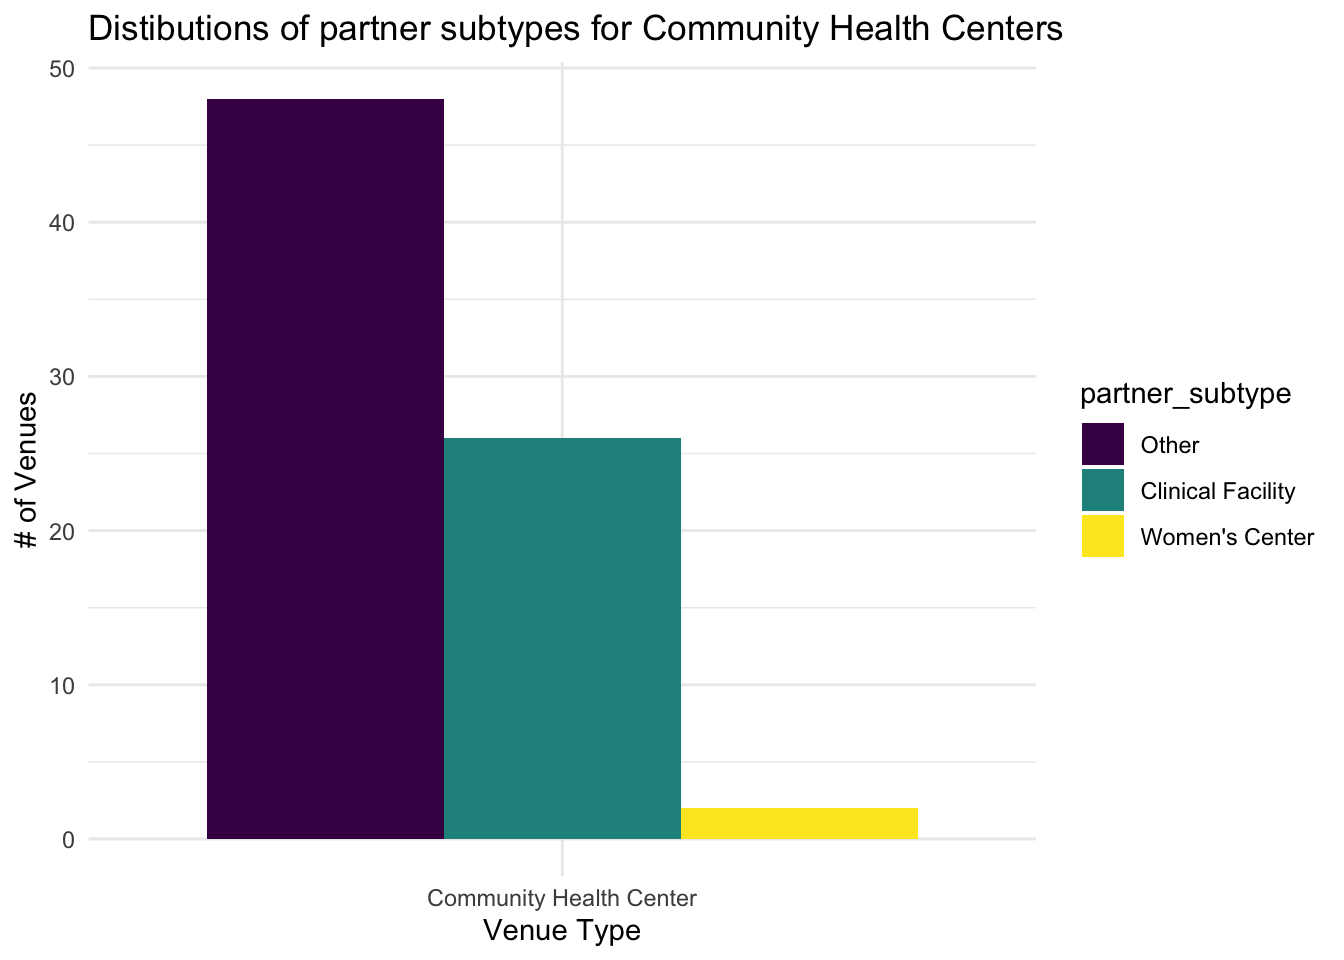 Distibutions of partner subtypes for Community Health Centers
50
40
30
20
10
0
# of Venues
Community Health Center
Venue Type
partner_subtype
Other
Clinical Facility
Women's Center